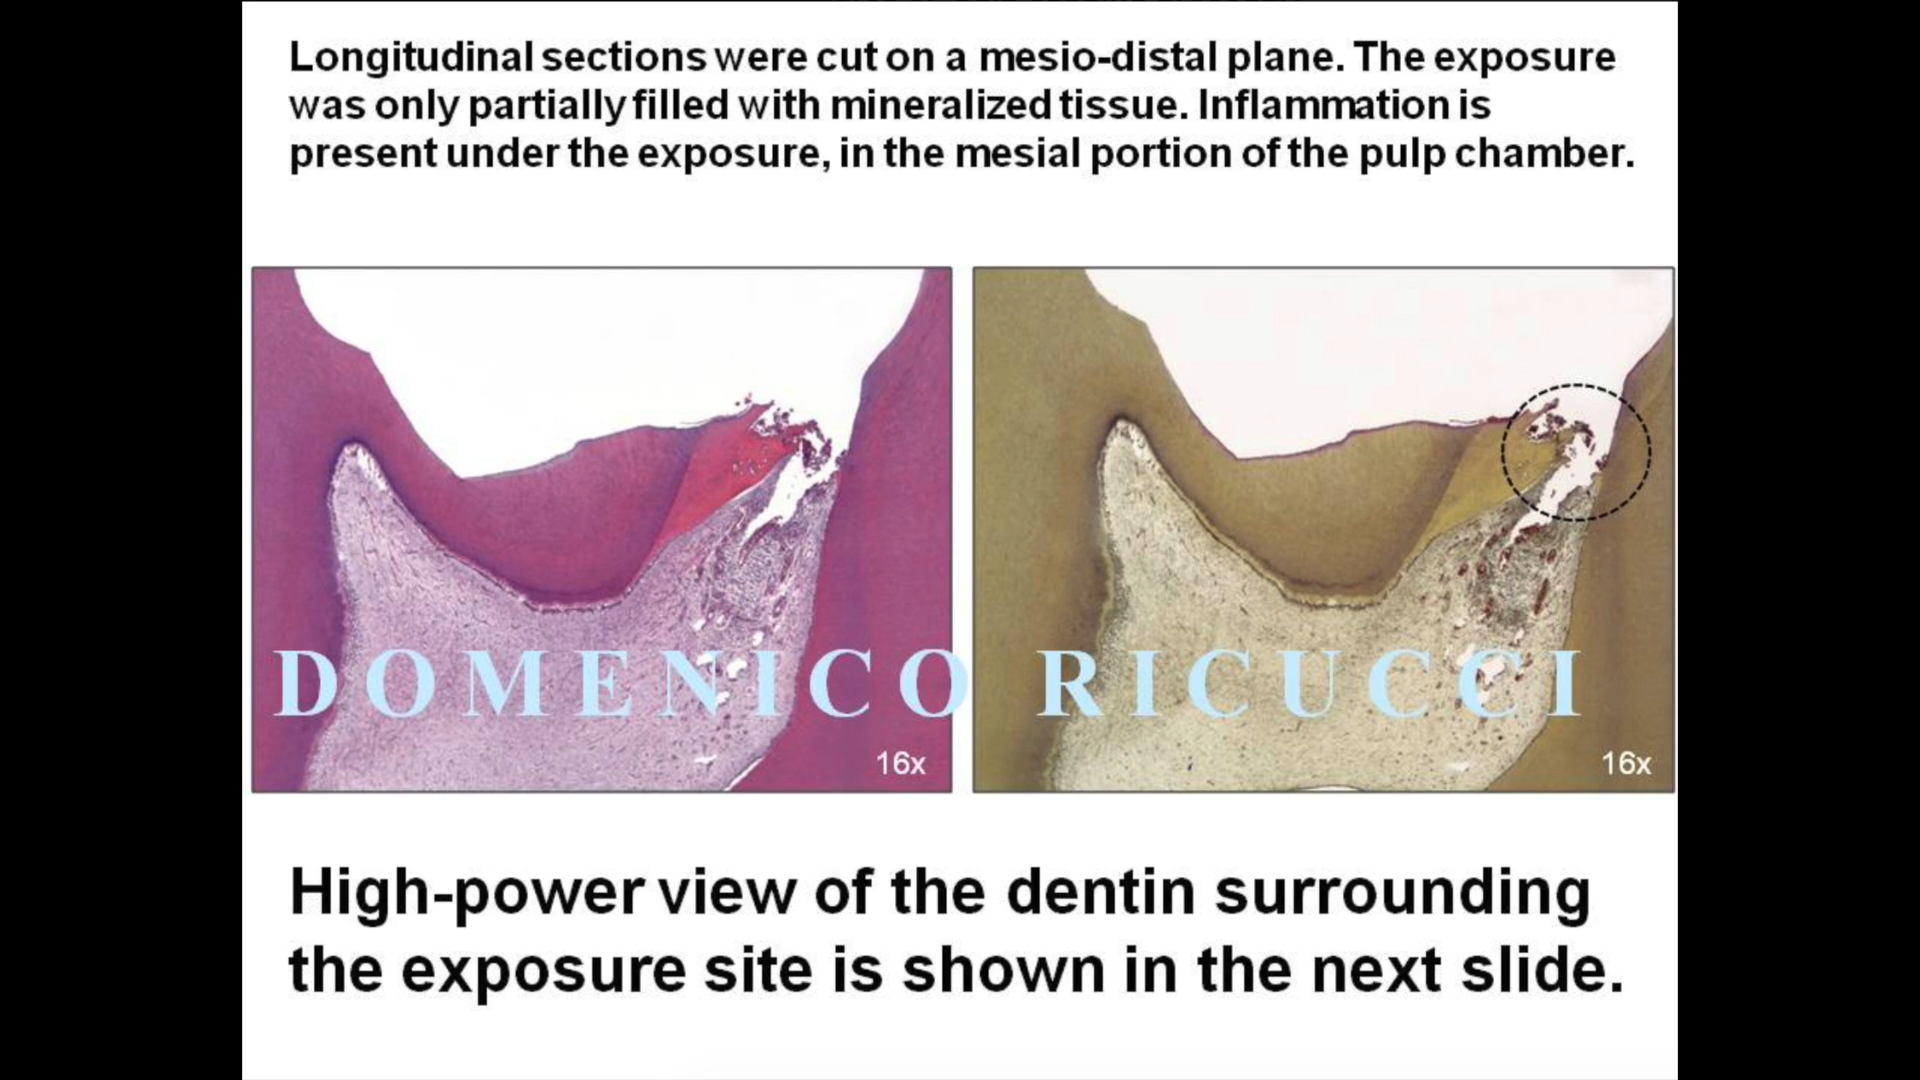 Longitudinal sections were cut on a mesio-distal plane. The exposure
was only partially filled with mineralized tissue. Inflammation is
present under the exposure, in the mesial portion of the pulp chamber.
DOMENICO RICUCCI
16x
16x
High-power view of the dentin surrounding
the exposure site is shown in the next slide.